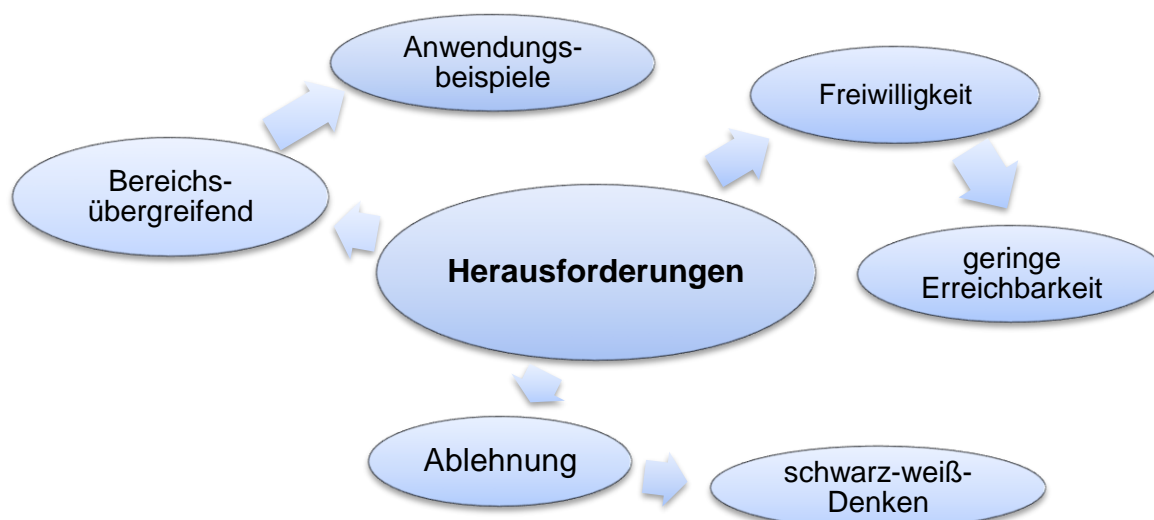 Anwendungs-
beispiele
Freiwilligkeit
Bereichs-
übergreifend
Herausforderungen
geringe
Erreichbarkeit
Ablehnung
schwarz-weiß-
Denken